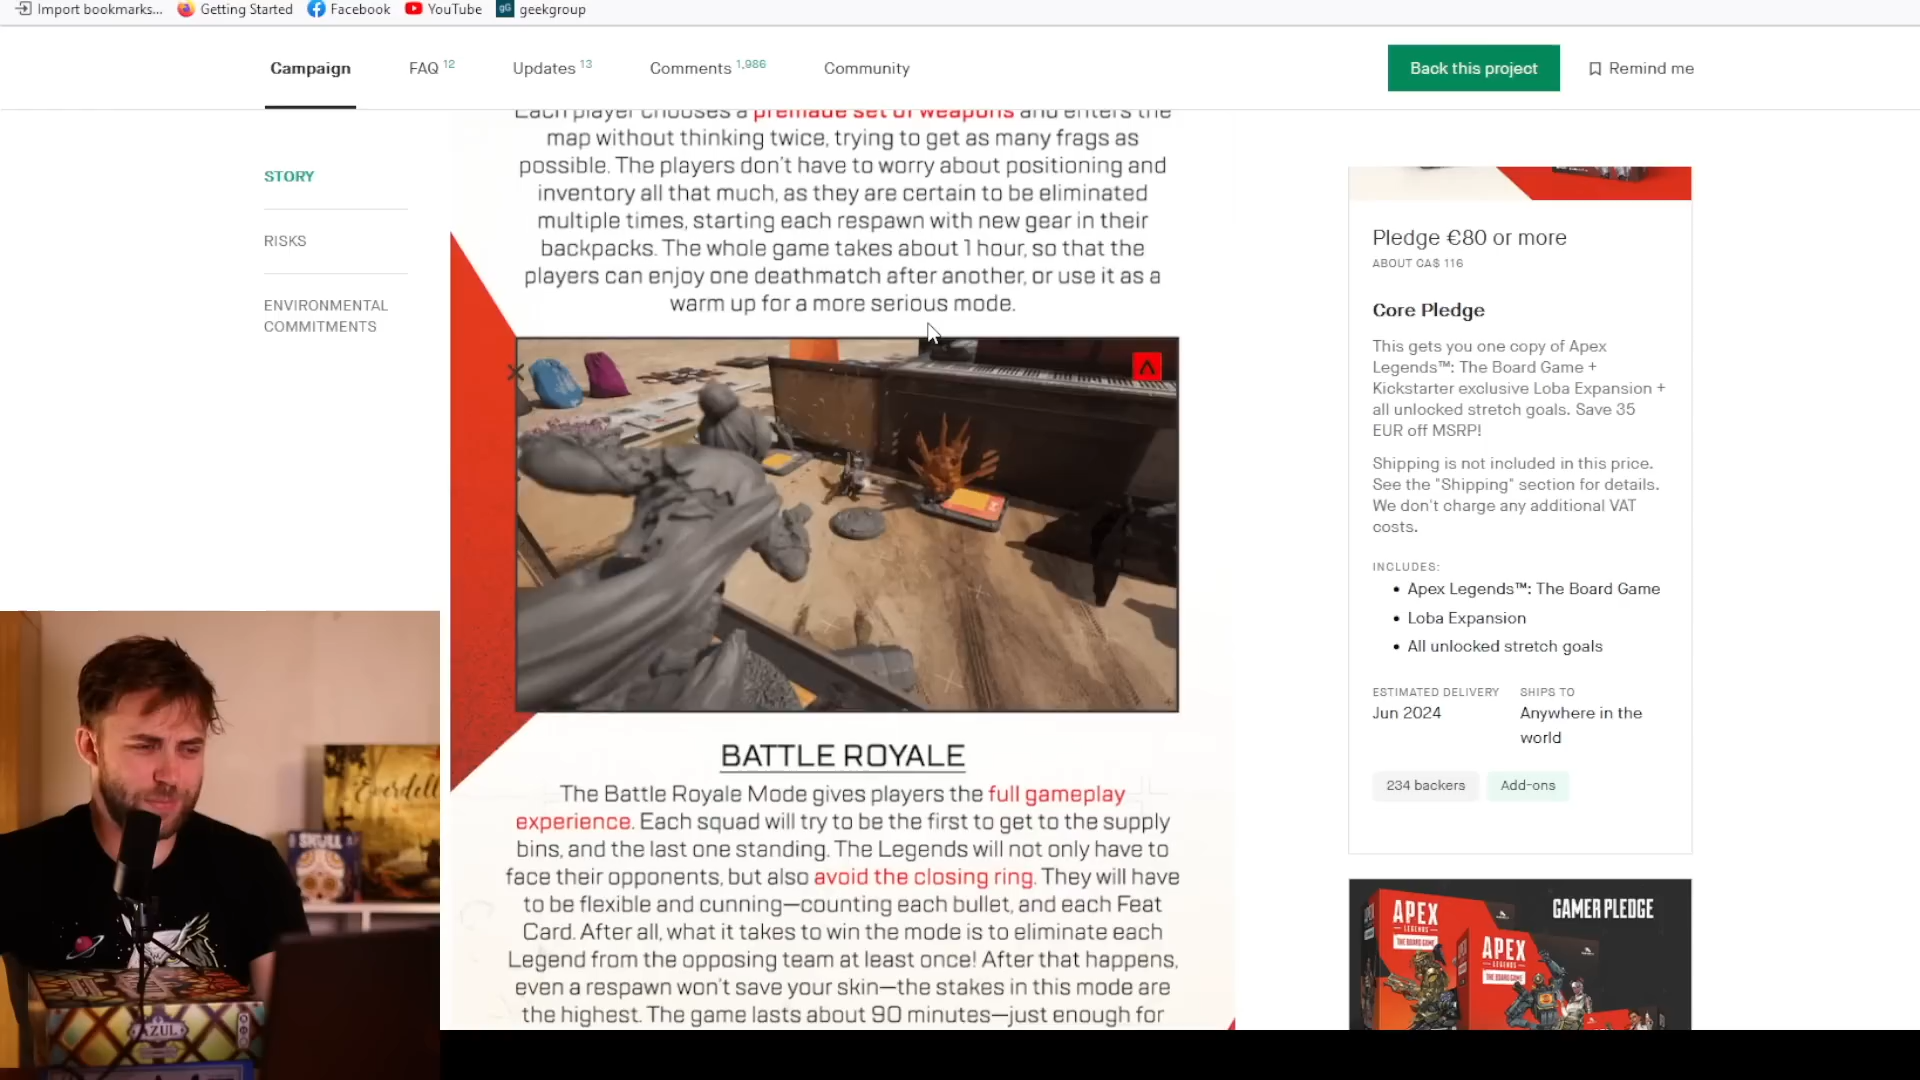 Import bookmarks...
Getting Started
Facebook
YouTube
gG
geekgroup
Campaign
FAQ 12
Updates 13
Comments 1,986
Community
Back this project
Remind me
STORY
RISKS
ENVIRONMENTAL
COMMITMENTS
Each player chooses a premade set of weapons and enters the
map without thinking twice, trying to get as many frags as
possible. The players don't have to worry about positioning and
inventory all that much, as they are certain to be eliminated
multiple times, starting each respawn with new gear in their
backpacks. The whole game takes about 1 hour, so that the
players can enjoy one deathmatch after another, or use it as a
warm up for a more serious mode.
BATTLE ROYALE
The Battle Royale Mode gives players the full gameplay
experience. Each squad will try to be the first to get to the supply
bins, and the last one standing. The Legends will not only have to
face their opponents, but also avoid the closing ring. They will have
to be flexible and cunning—counting each bullet, and each Feat
Card. After all, what it takes to win the mode is to eliminate each
Legend from the opposing team at least once! After that happens,
even a respawn won't save your skin—the stakes in this mode are
the highest. The game lasts about 90 minutes—just enough for
Pledge €80 or more
ABOUT CA$ 116
Core Pledge
This gets you one copy of Apex
Legends™: The Board Game +
Kickstarter exclusive Loba Expansion +
all unlocked stretch goals. Save 35
EUR off MSRP!
Shipping is not included in this price.
See the "Shipping" section for details.
We don't charge any additional VAT
costs.
INCLUDES:
• Apex Legends™: The Board Game
• Loba Expansion
• All unlocked stretch goals
ESTIMATED DELIVERY
Jun 2024
SHIPS TO
Anywhere in the
world
234 backers
Add-ons
APEX
LEGENDS
THE BOARD GAME
APEX
LEGENDS
THE BOARD GAME
GAMER PLEDGE
Everdell
SKULL
AZUL